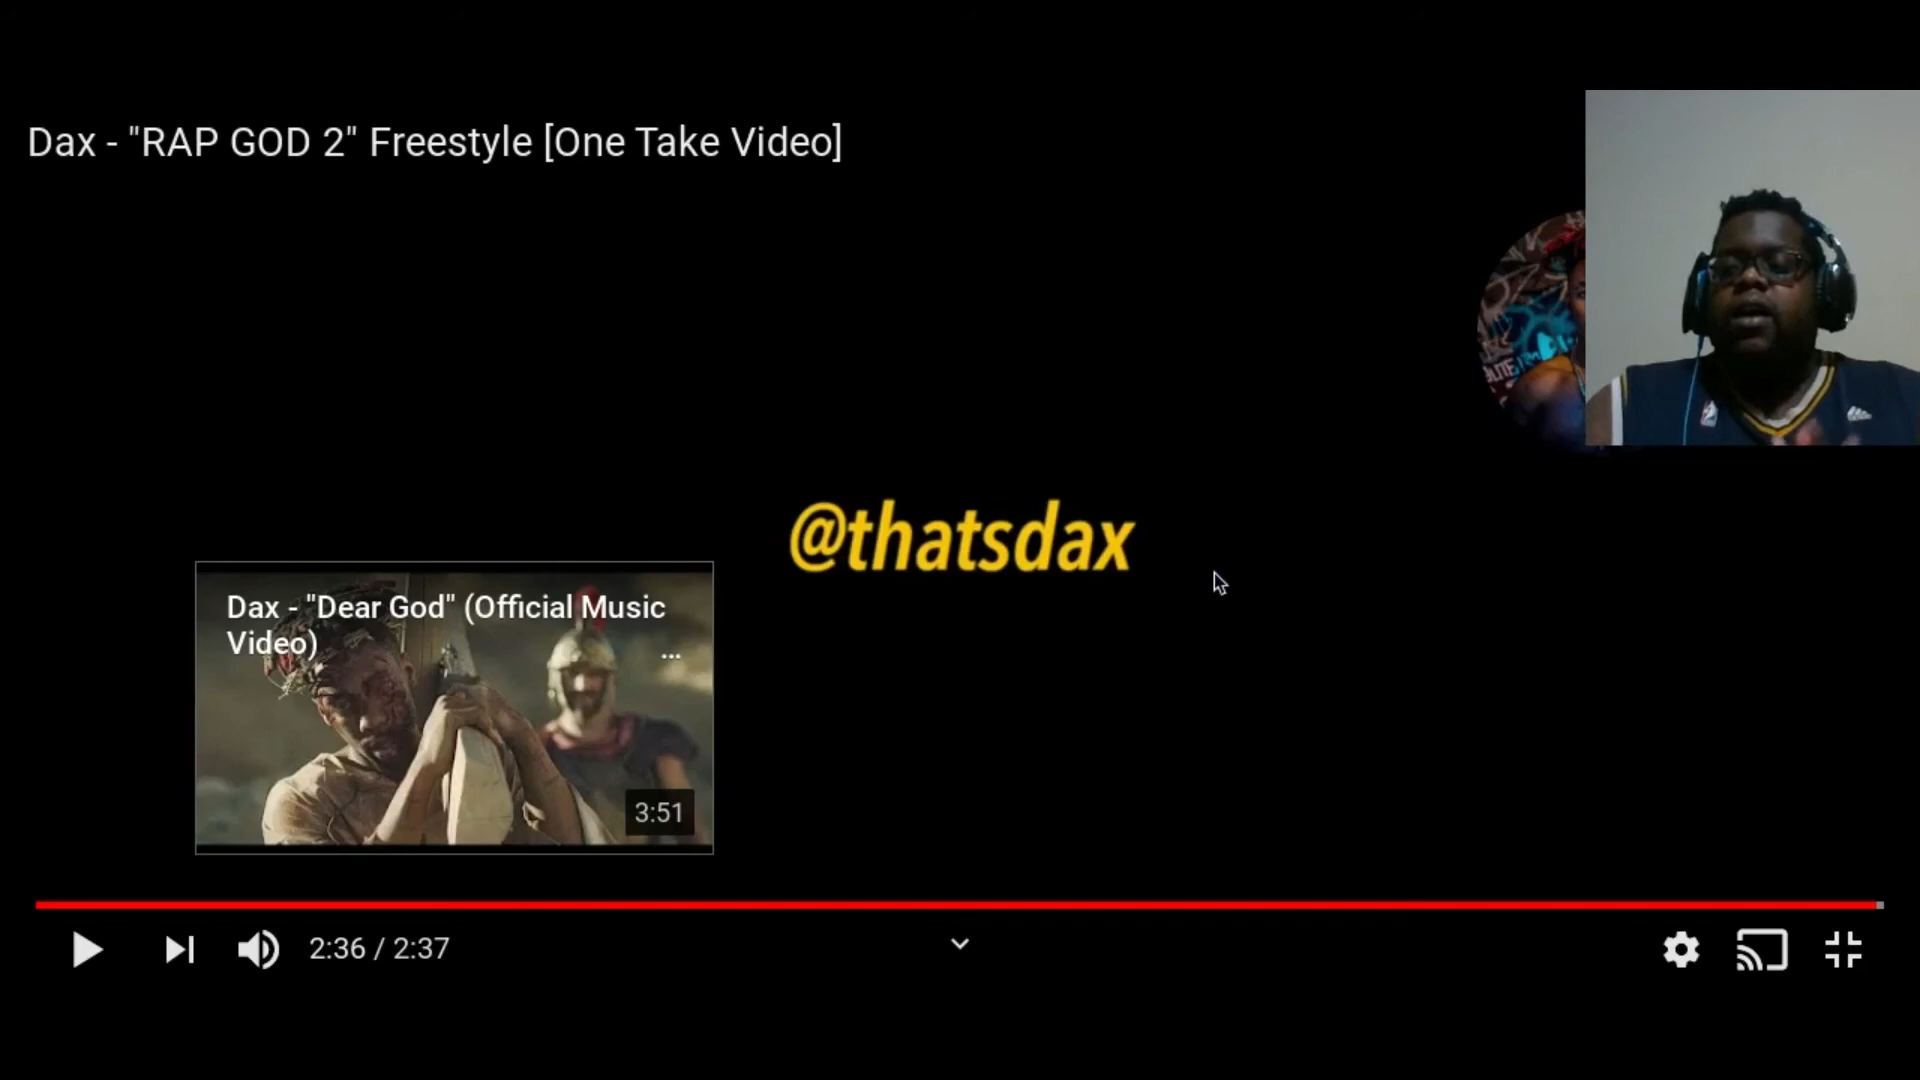 Dax - "RAP GOD 2" Freestyle [One Take Video]
@thatsdax
Dax - "Dear God" (Official Music
Video)
...
3:51
2:36 / 2:37